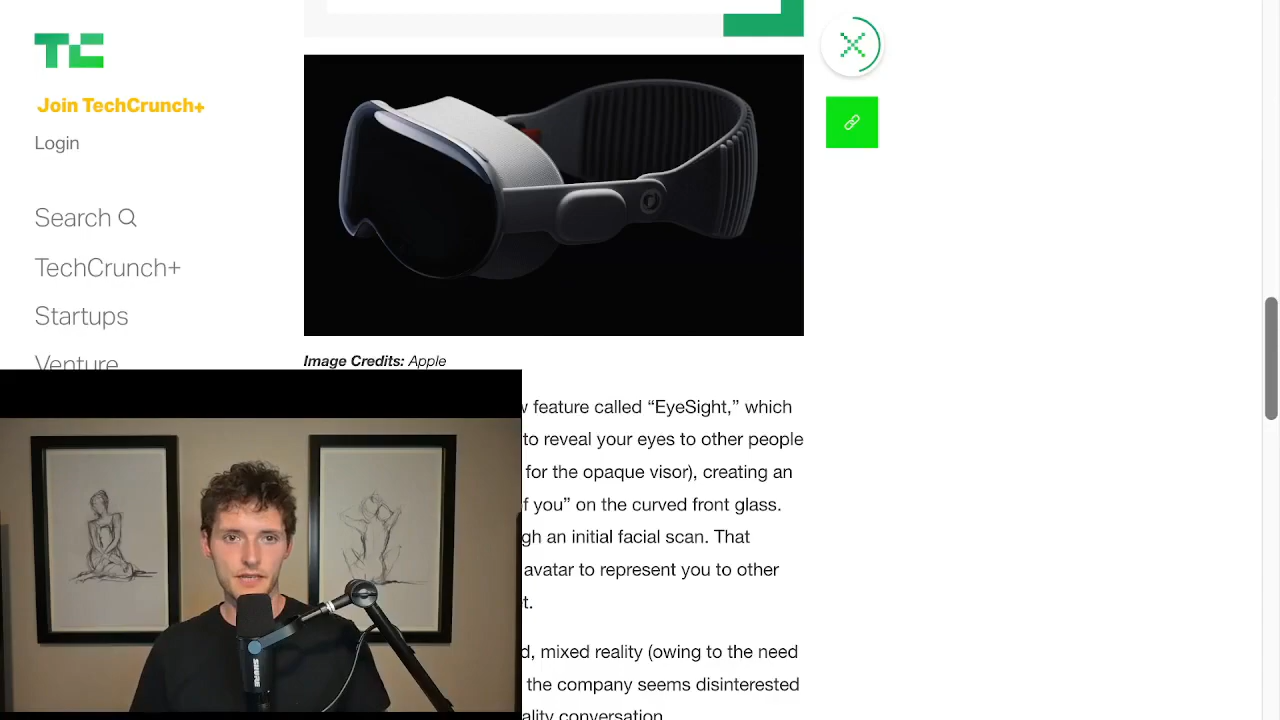 TC
Join TechCrunch+
Login
Search
TechCrunch+
Startups
Venture
Image Credits: Apple
feature called “EyeSight,” which
to reveal your eyes to other people
for the opaque visor), creating an
you” on the curved front glass.
an initial facial scan. That
avatar to represent you to other
mixed reality (owing to the need
the company seems disinterested
conversation.
SHURE